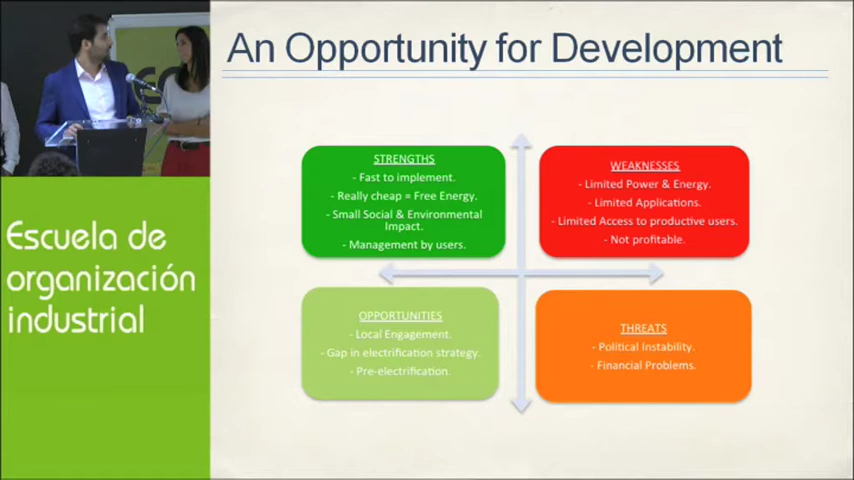 An Opportunity for Development
STRENGTHS
- Fast to implement.
- Really cheap = Free Energy.
- Small Social & Environmental
Impact.
- Management by users.
WEAKNESSES
- Limited Power & Energy.
- Limited Applications.
- Limited Access to productive users.
- Not profitable.
OPPORTUNITIES
- Local Engagement.
- Gap in electrification strategy.
- Pre-electrification.
THREATS
- Political Instability.
- Financial Problems.
Escuela de
organización
industrial